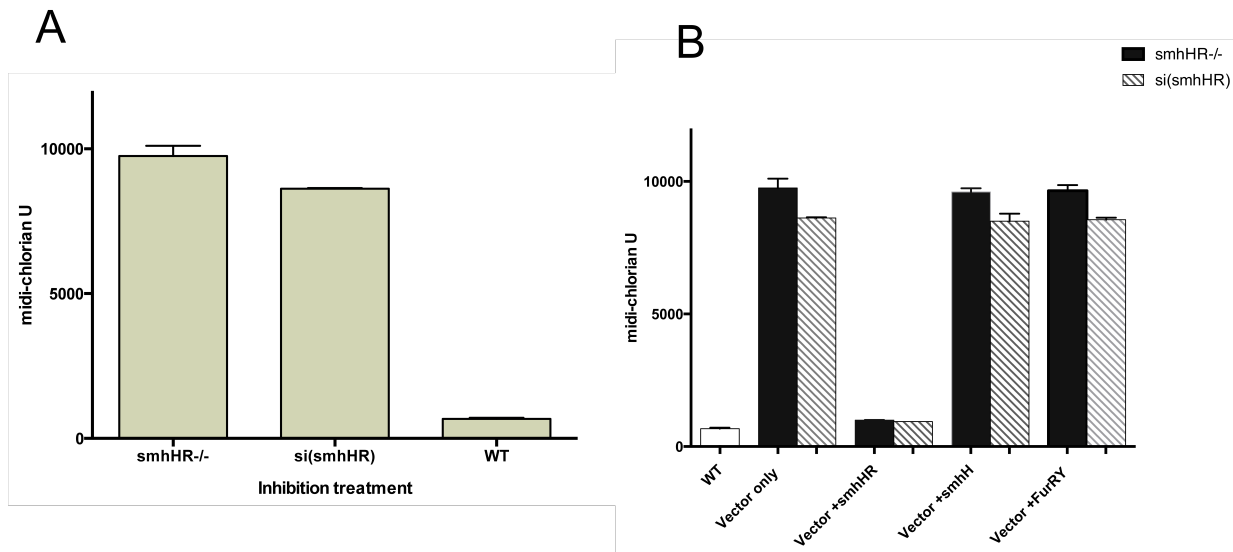 A
midi-chlorian U
10000
5000
0
smhHR-/-
si(smhHR)
WT
Inhibition treatment
B
smhHR-/-
si(smhHR)
midi-chlorian U
10000
5000
0
WT
Vector only
Vector +smhHR
Vector +smhH
Vector +FurRY